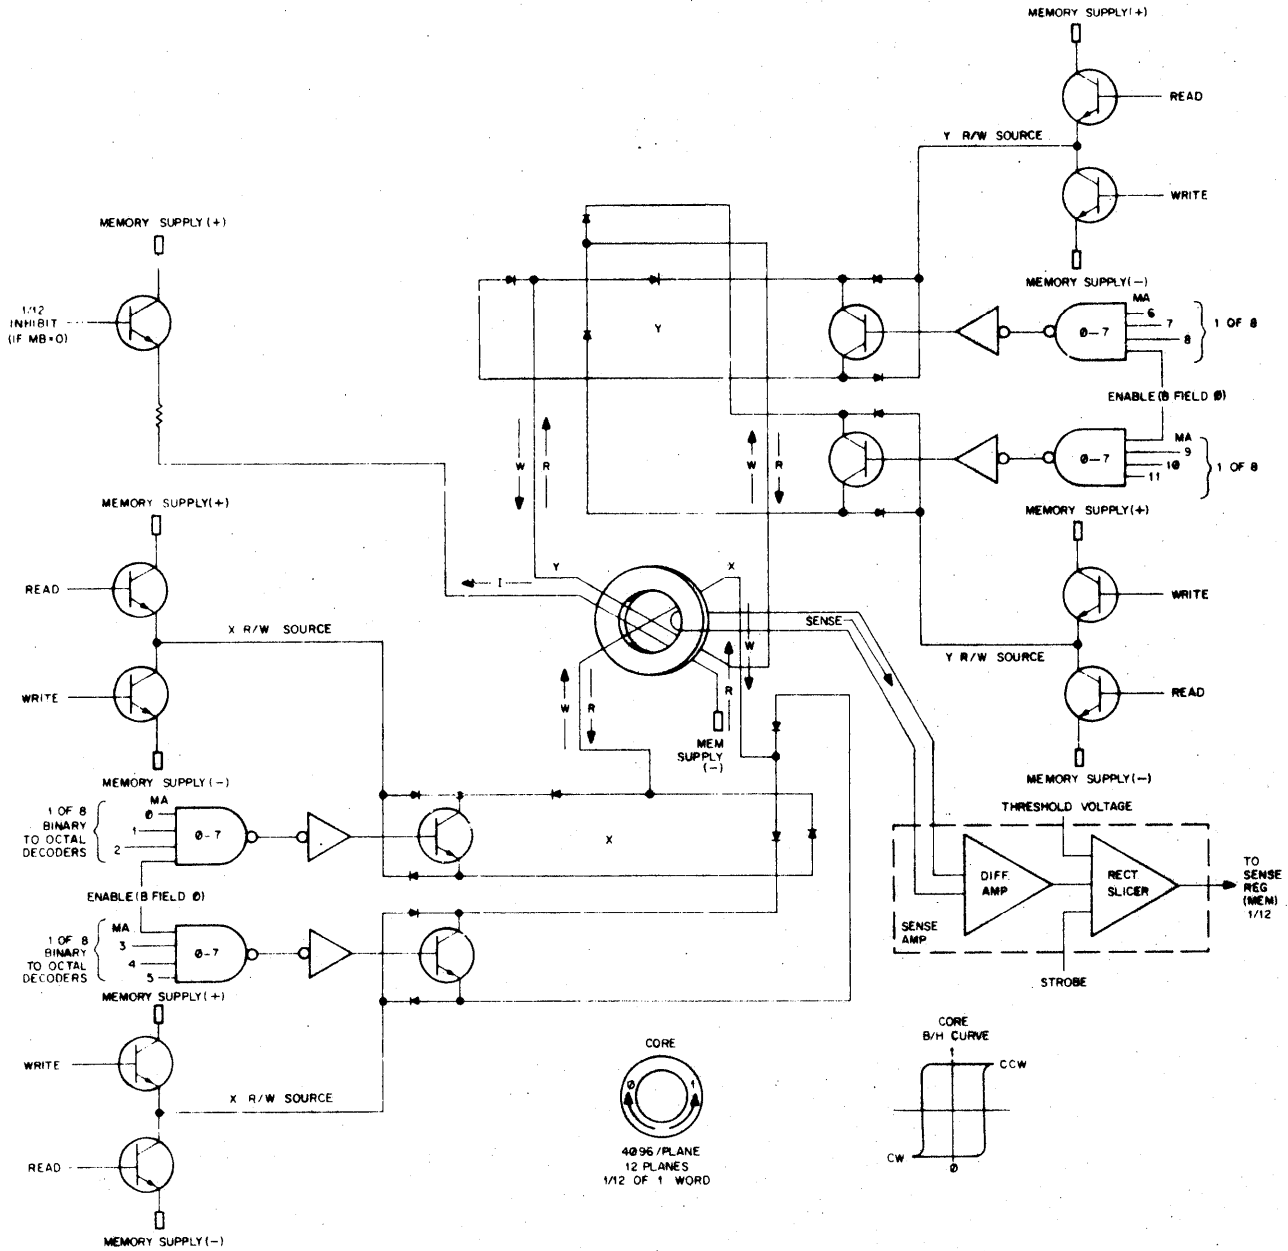 MEMORY SUPPLY(+)
READ
Y R/W SOURCE
WRITE
MEMORY SUPPLY(-)
MEMORY SUPPLY(+)
1/12
INHIBIT
(IF MB=0)
MA
6
7
8
0-7
1 OF 8
Y
ENABLE(B FIELD 0)
MA
9
10
11
0-7
1 OF 8
W
R
W
R
MEMORY SUPPLY(+)
WRITE
Y R/W SOURCE
READ
MEMORY SUPPLY(-)
MEMORY SUPPLY(+)
READ
X R/W SOURCE
WRITE
MEMORY SUPPLY(-)
I
Y
X
SENSE
W
R
W
R
MEM
SUPPLY
(-)
1 OF 8
BINARY
TO OCTAL
DECODERS
MA
0
1
2
0-7
X
ENABLE(B FIELD 0)
1 OF 8
BINARY
TO OCTAL
DECODERS
MA
3
4
5
0-7
MEMORY SUPPLY(+)
WRITE
X R/W SOURCE
READ
MEMORY SUPPLY(-)
THRESHOLD VOLTAGE
DIFF.
AMP
RECT
SLICER
SENSE
AMP
TO
SENSE
REG
(MEM)
1/12
STROBE
CORE
0
1
4096/PLANE
12 PLANES
1/12 OF 1 WORD
CORE
B/H CURVE
1
CCW
CW
0